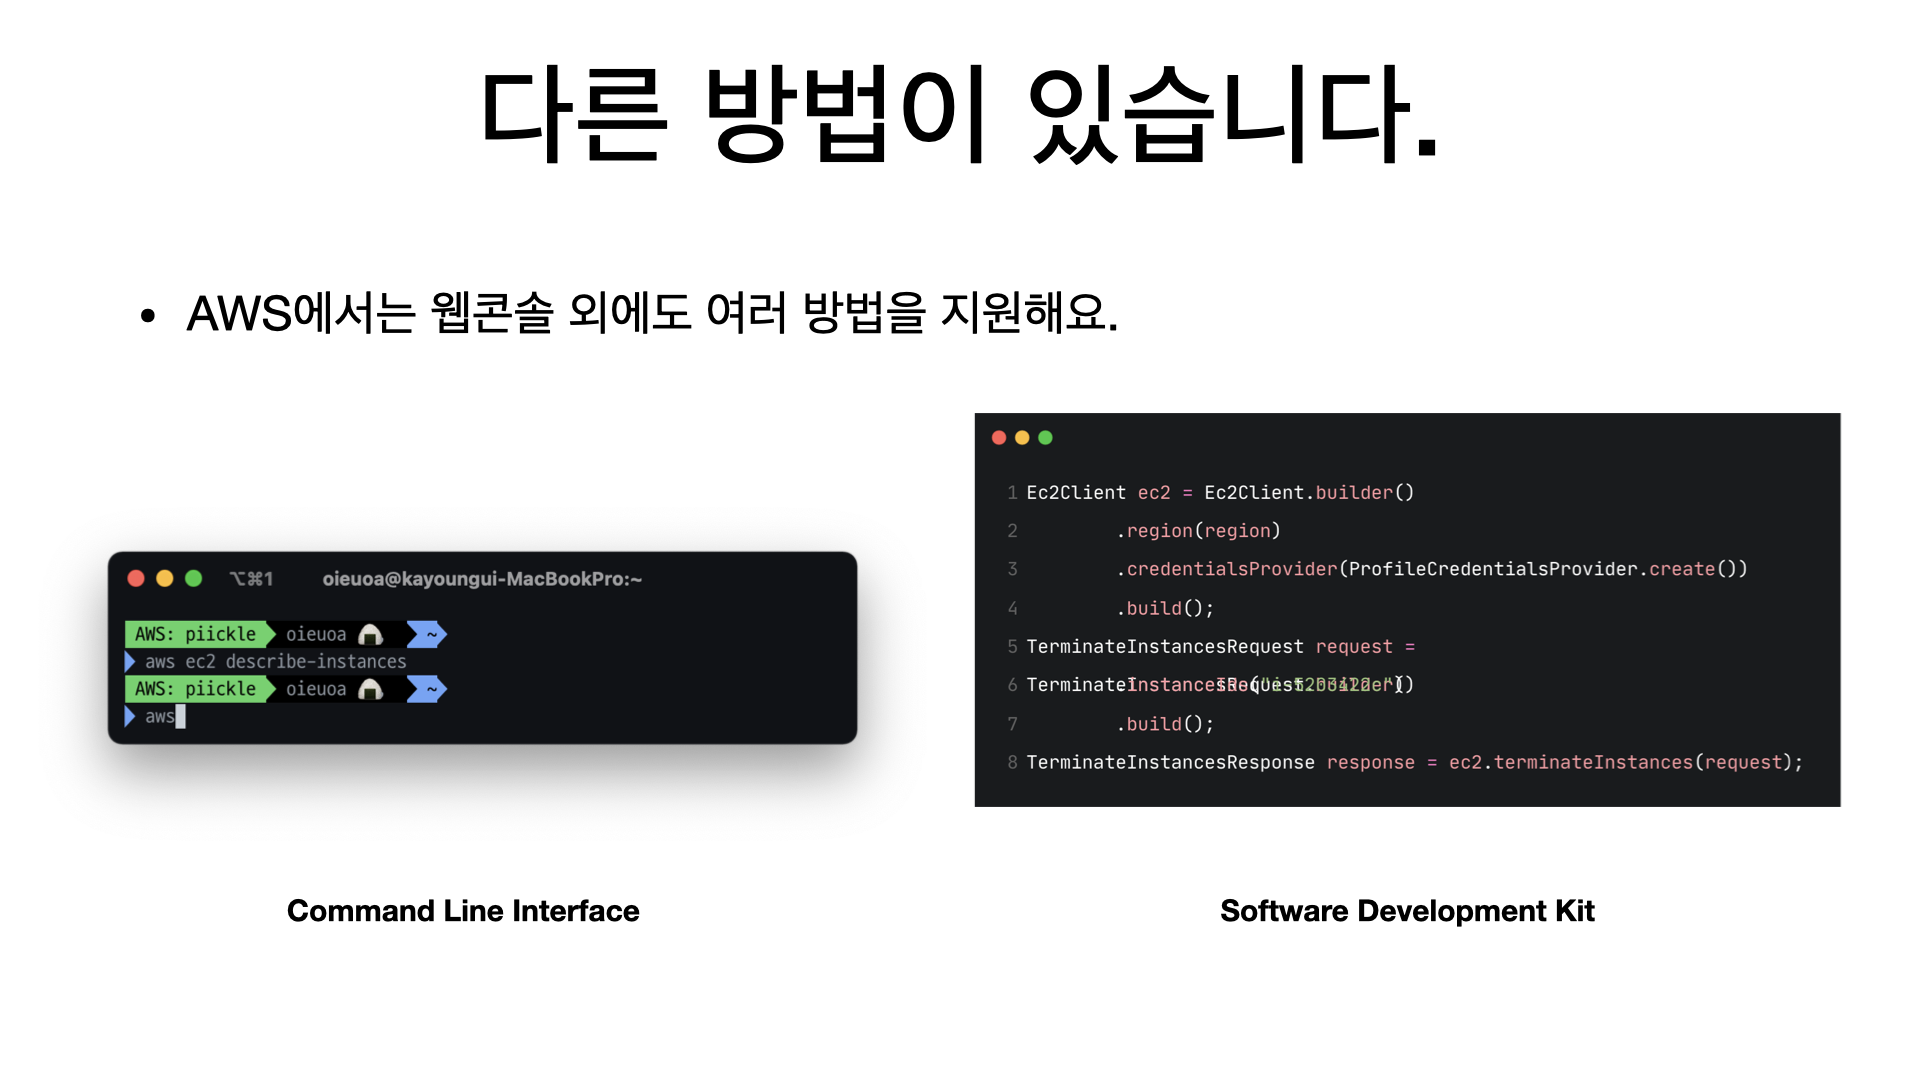 다른 방법이 있습니다.
• AWS에서는 웹콘솔 외에도 여러 방법을 지원해요.
⌥⌘1 oieuoa@kayoungui-MacBookPro:~
AWS: piickle oieuoa 🍙 ~
aws ec2 describe-instances
AWS: piickle oieuoa 🍙 ~
aws
Command Line Interface
1 Ec2Client ec2 = Ec2Client.builder()
2 .region(region)
3 .credentialsProvider(ProfileCredentialsProvider.create())
4 .build();
5 TerminateInstancesRequest request =
6
7 .build();
8 TerminateInstancesResponse response = ec2.terminateInstances(request);
Software Development Kit